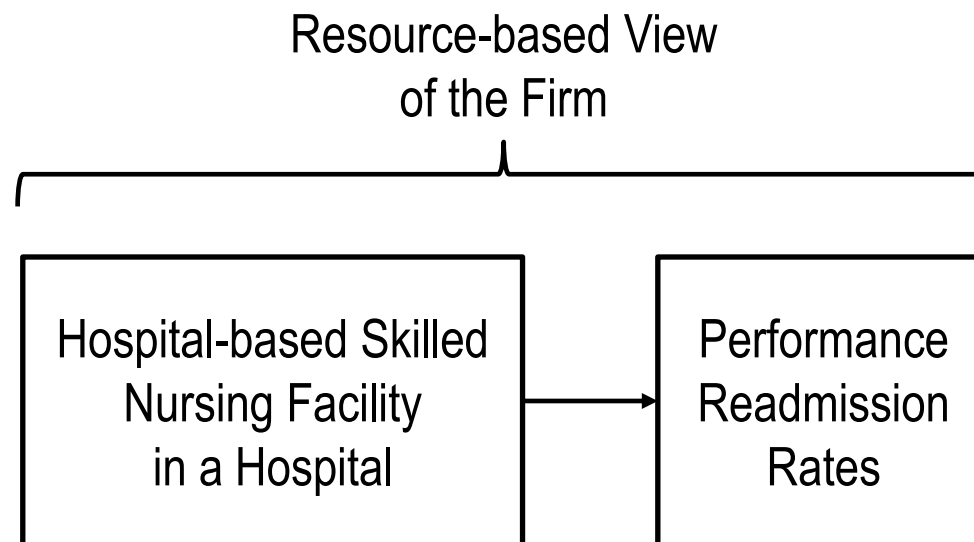 Resource-based View
of the Firm
Hospital-based Skilled
Nursing Facility
in a Hospital
Performance
Readmission
Rates